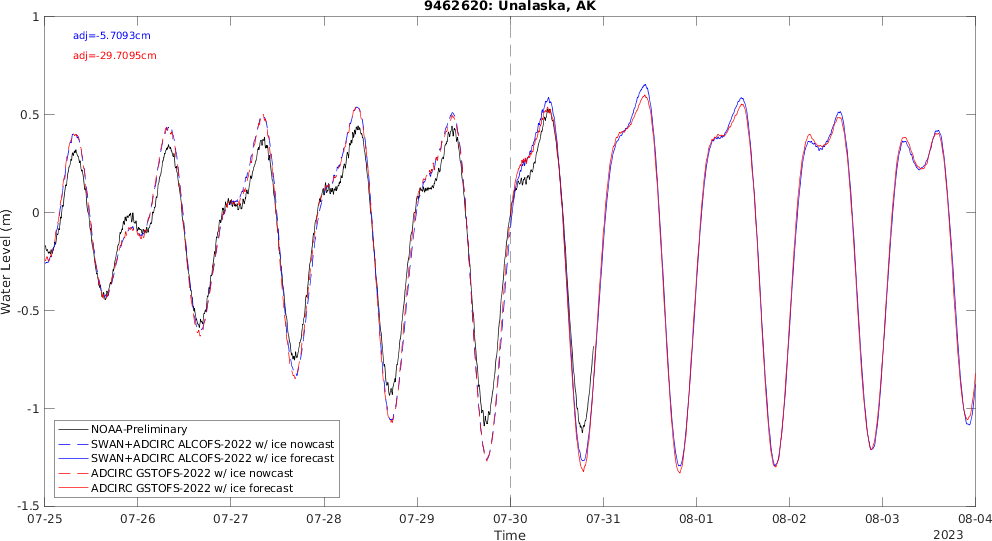 9462620: Unalaska, AK
adj=-5.7093cm
adj=-29.7095cm
Water Level (m)
1
0.5
0
-0.5
-1
-1.5
NOAA-Preliminary
SWAN+ADCIRC ALCOFS-2022 w/ ice nowcast
SWAN+ADCIRC ALCOFS-2022 w/ ice forecast
ADCIRC GSTOFS-2022 w/ ice nowcast
ADCIRC GSTOFS-2022 w/ ice forecast
07-25 07-26 07-27 07-28 07-29 07-30 07-31 08-01 08-02 08-03 08-04
Time
2023